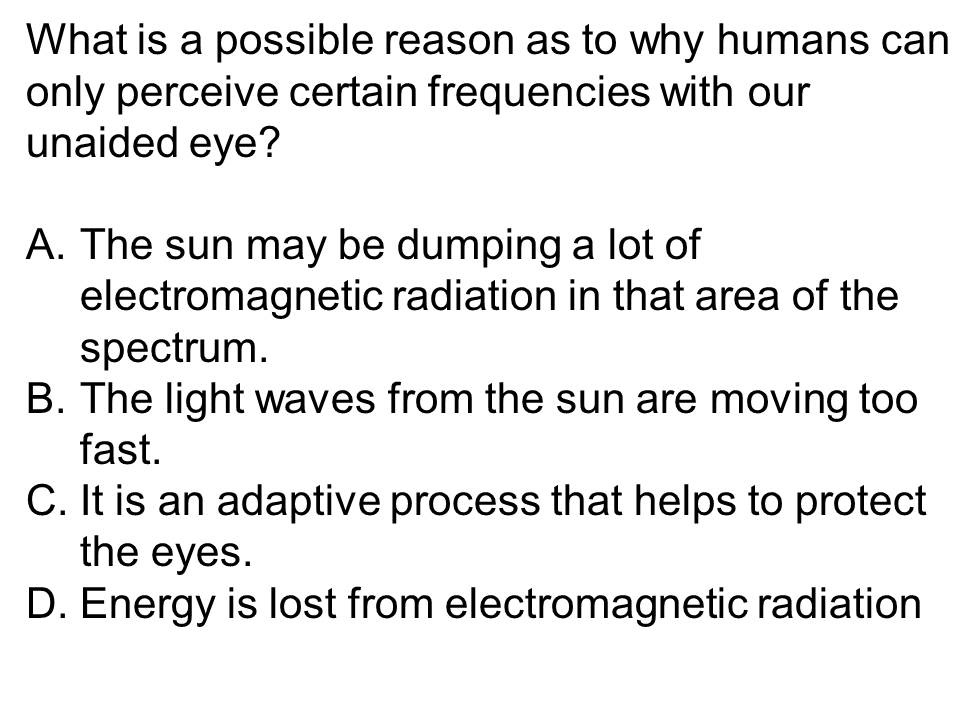 What is a possible reason as to why humans can
only perceive certain frequencies with our
unaided eye?
A. The sun may be dumping a lot of
electromagnetic radiation in that area of the
spectrum.
B. The light waves from the sun are moving too
fast.
C. It is an adaptive process that helps to protect
the eyes.
D. Energy is lost from electromagnetic radiation